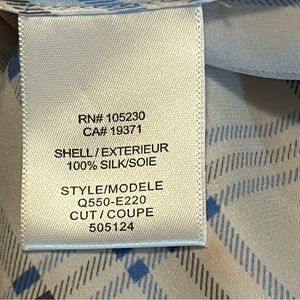 RN# 105230
CA# 19371
SHELL/EXTERIEUR
100% SILK/SOIE
STYLE/MODELE
Q550-E220
CUT/COUPE
505124